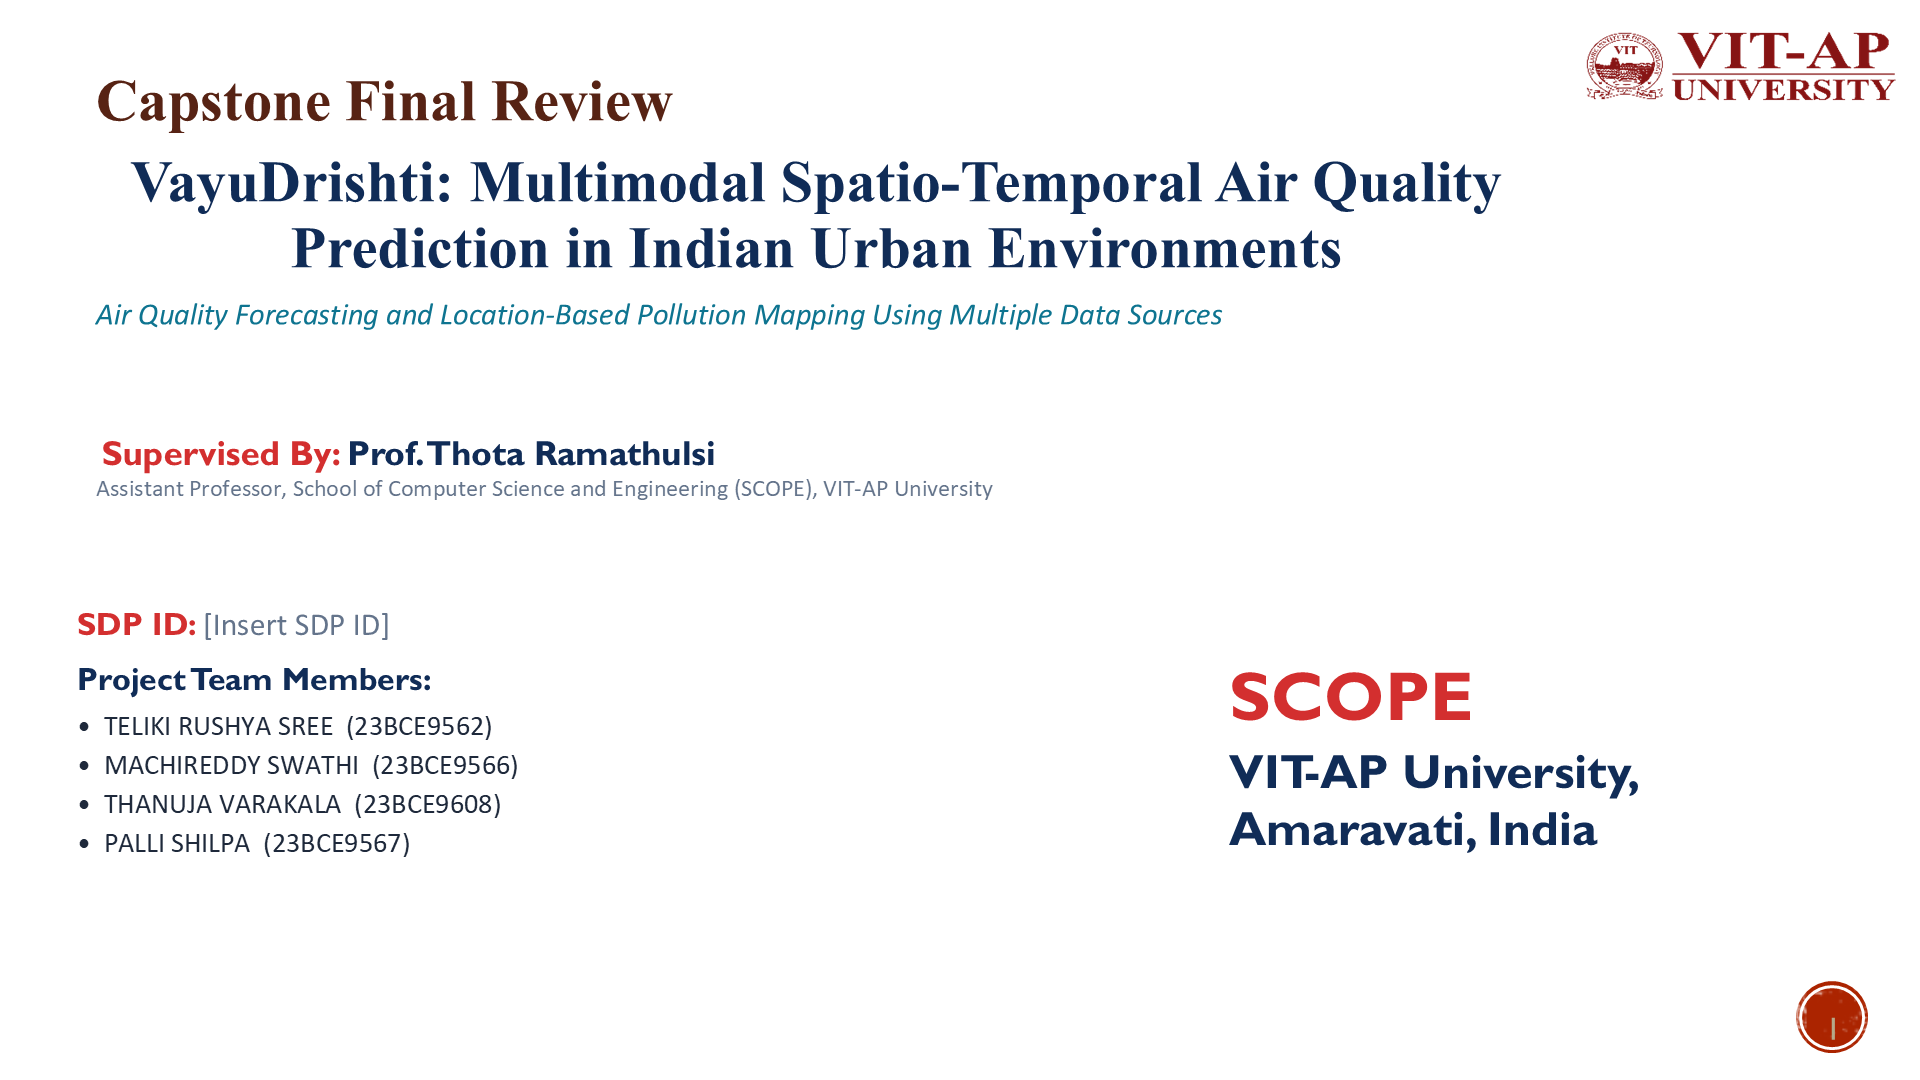 VIT
VIT-AP
UNIVERSITY
Capstone Final Review
VayuDrishti: Multimodal Spatio-Temporal Air Quality
Prediction in Indian Urban Environments
Air Quality Forecasting and Location-Based Pollution Mapping Using Multiple Data Sources
Supervised By: Prof. Thota Ramathulsi
Assistant Professor, School of Computer Science and Engineering (SCOPE), VIT-AP University
SDP ID: [Insert SDP ID]
Project Team Members:
• TELIKI RUSHYA SREE (23BCE9562)
• MACHIREDDY SWATHI (23BCE9566)
• THANUJA VARAKALA (23BCE9608)
• PALLI SHILPA (23BCE9567)
SCOPE
VIT-AP University,
Amaravati, India
1